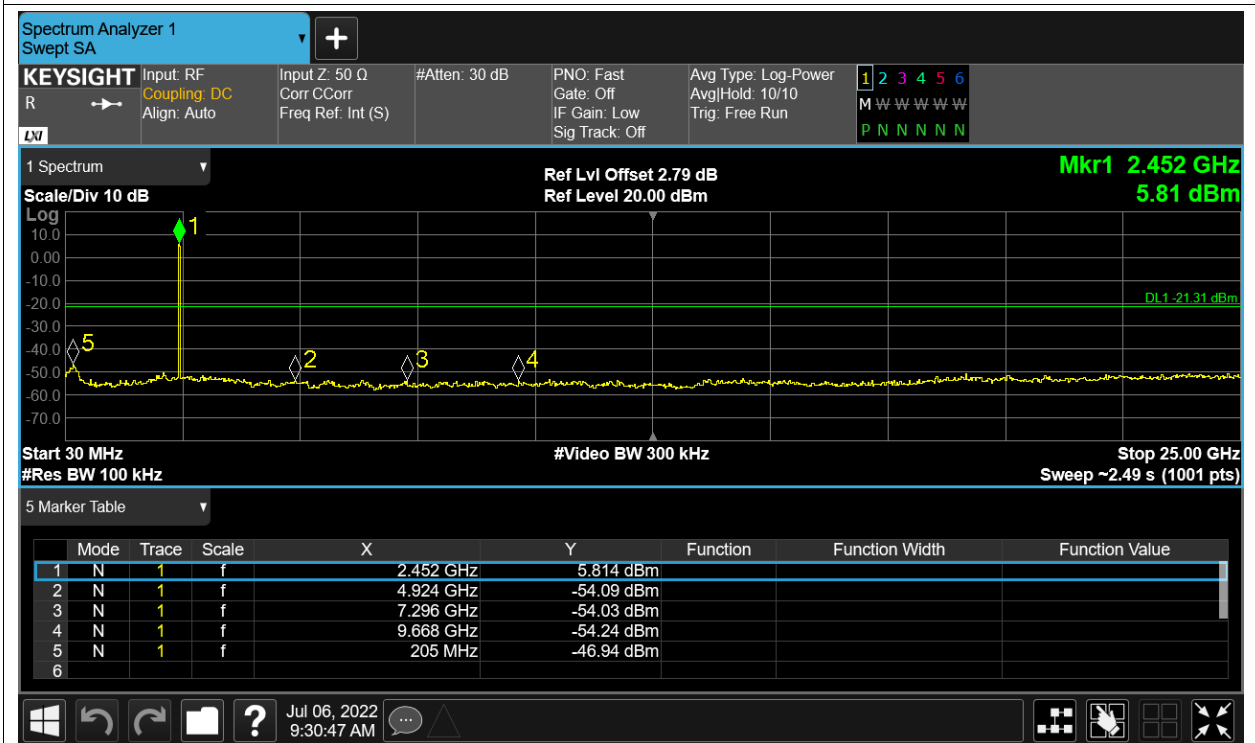 Spectrum Analyzer 1
Swept SA
KEYSIGHT
R
LXI
Input: RF
Coupling: DC
Align: Auto
Input Z: 50 Ω
Corr CCorr
Freq Ref: Int (S)
#Atten: 30 dB
PNO: Fast
Gate: Off
IF Gain: Low
Sig Track: Off
Avg Type: Log-Power
Avg|Hold: 10/10
Trig: Free Run
1 2 3 4 5 6
M W W W W W
P N N N N N
1 Spectrum
Scale/Div 10 dB
Ref Lvl Offset 2.79 dB
Ref Level 20.00 dBm
Mkr1 2.452 GHz
5.81 dBm
Log
10.0
0.00
-10.0
-20.0
-30.0
-40.0
-50.0
-60.0
-70.0
1
DL1 -21.31 dBm
5
2
3
4
Start 30 MHz
#Video BW 300 kHz
Stop 25.00 GHz
#Res BW 100 kHz
Sweep ~2.49 s (1001 pts)
5 Marker Table
Mode Trace Scale X Y Function Function Width Function Value
1 N 1 f 2.452 GHz 5.814 dBm
2 N 1 f 4.924 GHz -54.09 dBm
3 N 1 f 7.296 GHz -54.03 dBm
4 N 1 f 9.668 GHz -54.24 dBm
5 N 1 f 205 MHz -46.94 dBm
6
?
Jul 06, 2022
9:30:47 AM